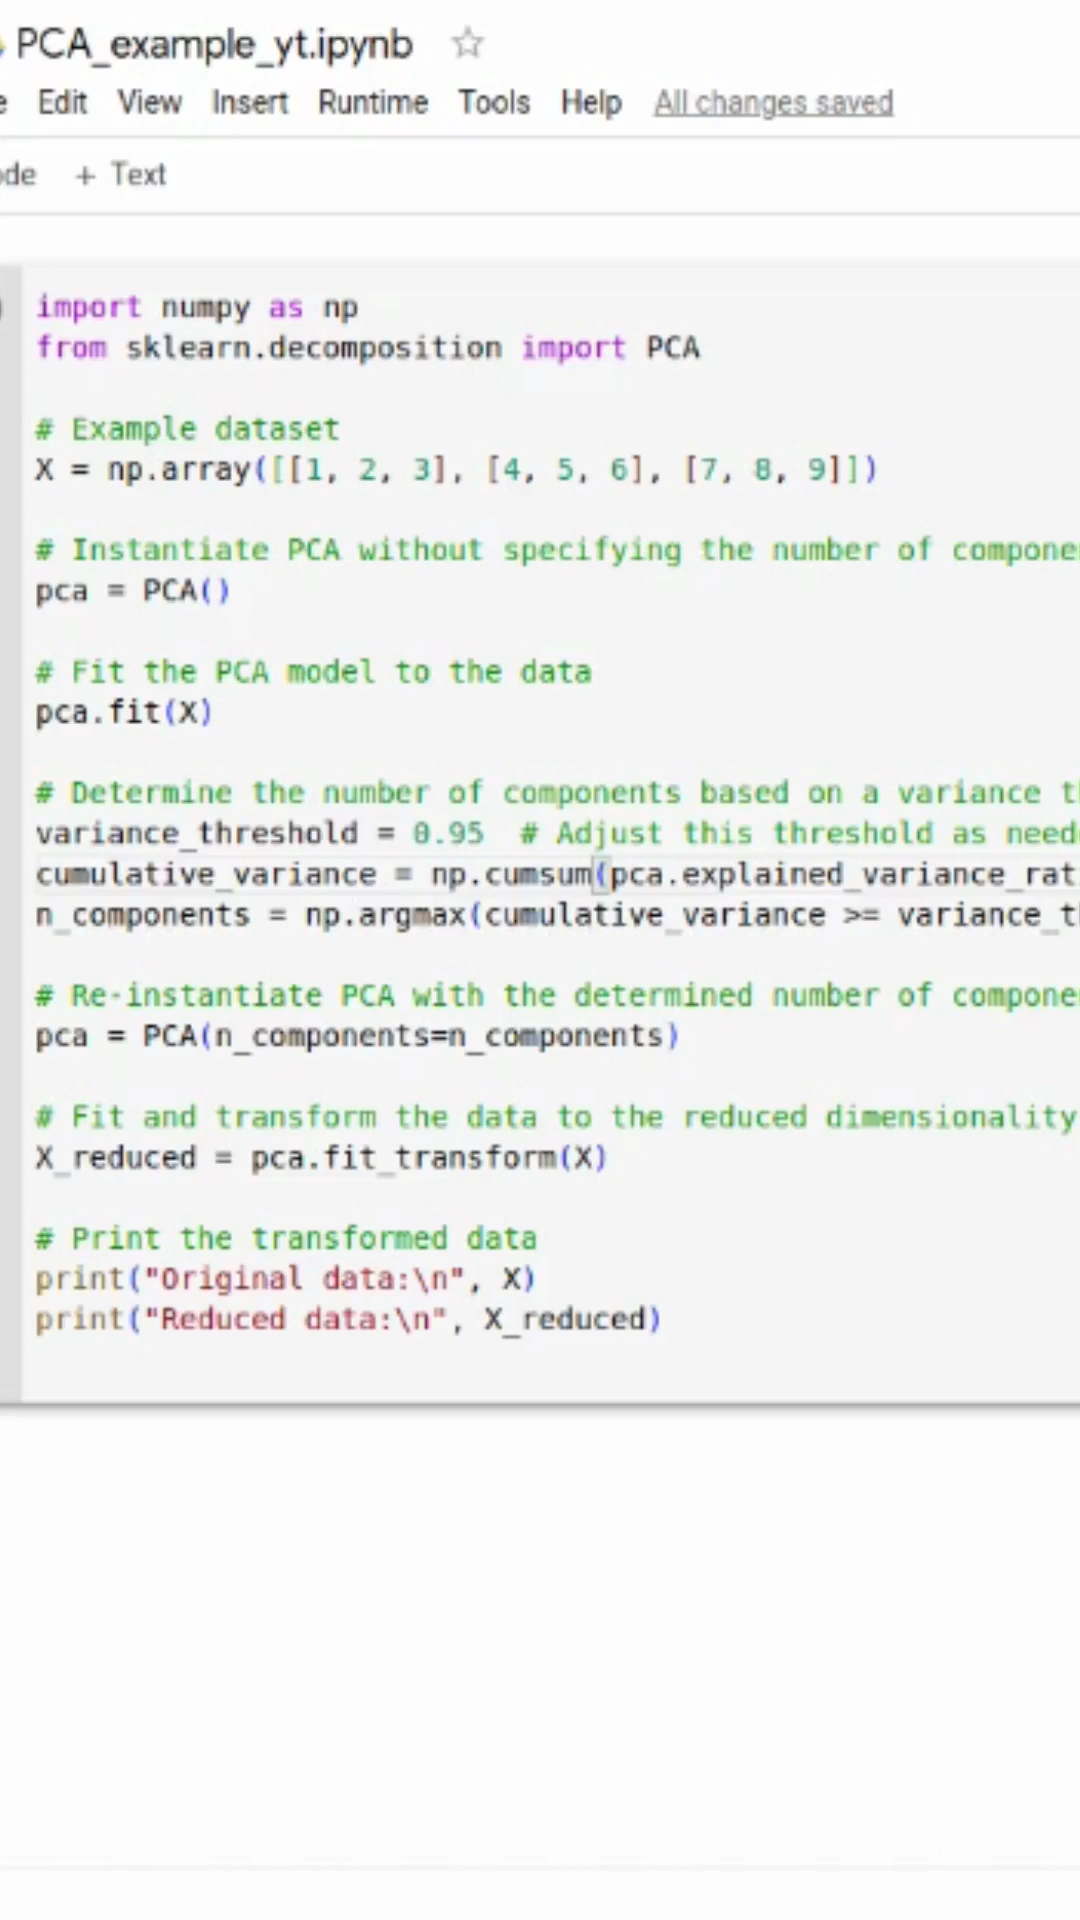 PCA_example_yt.ipynb
Edit View Insert Runtime Tools Help All changes saved
+ Text
import numpy as np
from sklearn.decomposition import PCA
# Example dataset
X = np.array([[1, 2, 3], [4, 5, 6], [7, 8, 9]])
# Instantiate PCA without specifying the number of
pca = PCA()
# Fit the PCA model to the data
pca.fit(X)
# Determine the number of components based on a variance
variance_threshold = 0.95 # Adjust this threshold as
cumulative_variance = np.cumsum(pca.explained_variance_rat
n_components = np.argmax(cumulative_variance >= variance_t
# Re-instantiate PCA with the determined number of
pca = PCA(n_components=n_components)
# Fit and transform the data to the reduced dimensionality
X_reduced = pca.fit_transform(X)
# Print the transformed data
print("Original data:\n", X)
print("Reduced data:\n", X_reduced)